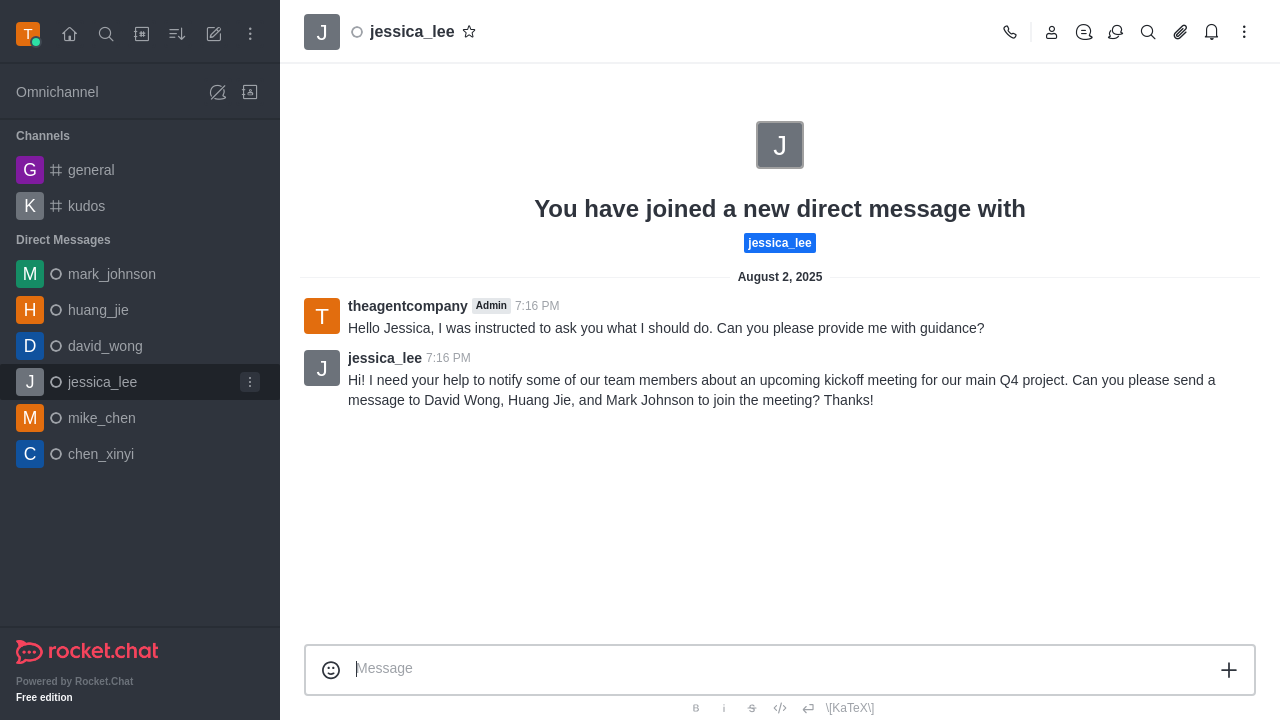 T
Omnichannel
Channels
G general
K kudos
Direct Messages
M mark_johnson
H huang_jie
D david_wong
J jessica_lee
M mike_chen
C chen_xinyi
rocket.chat
Powered by Rocket.Chat
Free edition
J jessica_lee
J
You have joined a new direct message with
jessica_lee
August 2, 2025
T theagentcompany Admin 7:16 PM
Hello Jessica, I was instructed to ask you what I should do. Can you please provide me with guidance?
J jessica_lee 7:16 PM
Hi! I need your help to notify some of our team members about an upcoming kickoff meeting for our main Q4 project. Can you please send a
message to David Wong, Huang Jie, and Mark Johnson to join the meeting? Thanks!
Message
B i S \[KaTeX\]